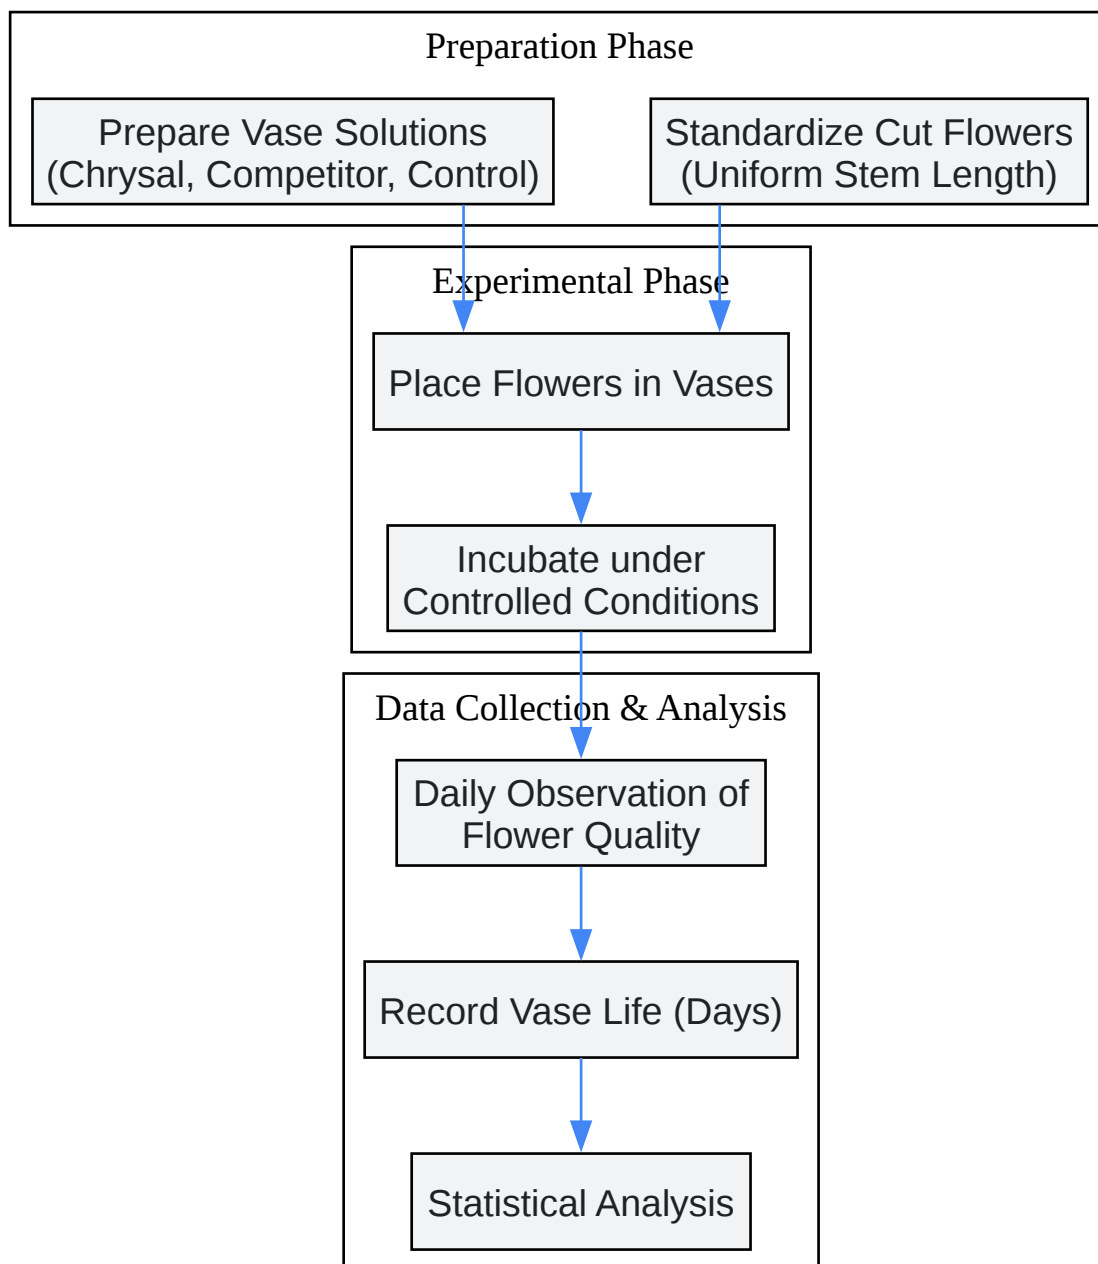 Preparation Phase
Prepare Vase Solutions
(Chrysal, Competitor, Control)
Standardize Cut Flowers
(Uniform Stem Length)
Experimental Phase
Place Flowers in Vases
Incubate under
Controlled Conditions
Data Collection & Analysis
Daily Observation of
Flower Quality
Record Vase Life (Days)
Statistical Analysis